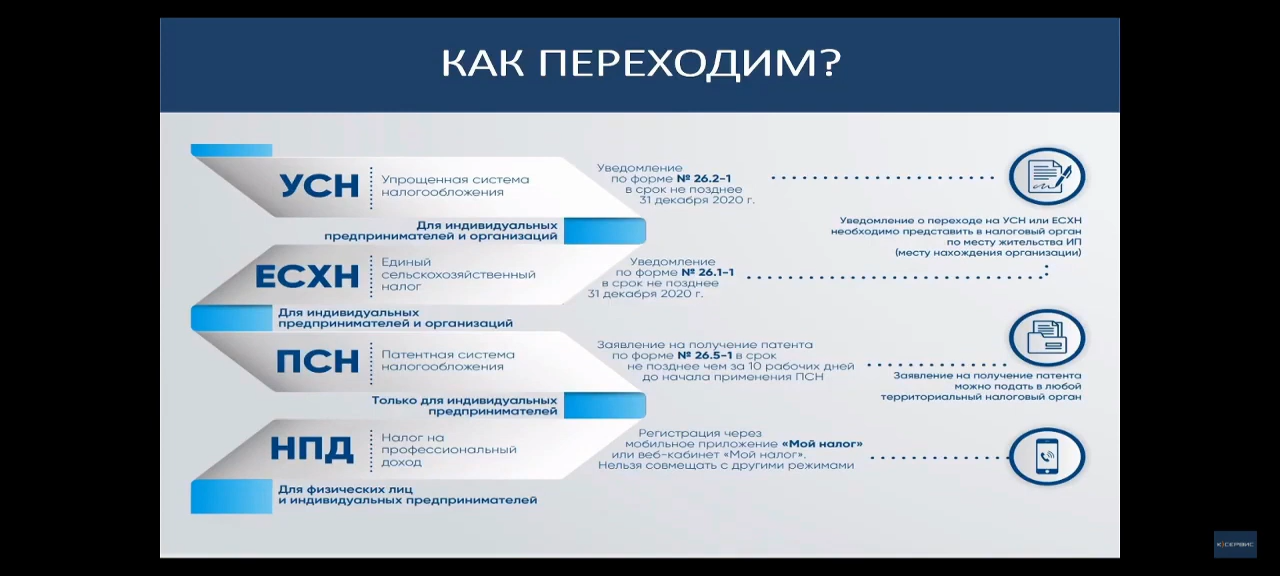 КАК ПЕРЕХОДИМ?
УСН
Упрощенная система
налогообложения
Уведомление
по форме № 26.2-1
в срок не позднее
31 декабря 2020 г.
Для индивидуальных
предпринимателей и организаций
Уведомление о переходе на УСН или ЕСХН
необходимо представить в налоговый орган
по месту жительства ИП
(месту нахождения организации)
ЕСХН
Единый
сельскохозяйственный
налог
Уведомление
по форме № 26.1-1
в срок не позднее
31 декабря 2020 г.
Для индивидуальных
предпринимателей и организаций
ПСН
Патентная система
налогообложения
Заявление на получение патента
по форме № 26.5-1 в срок
не позднее чем за 10 рабочих дней
до начала применения ПСН
Заявление на получение патента
можно подать в любой
территориальный налоговый орган
Только для индивидуальных
предпринимателей
НПД
Налог на
профессиональный
доход
Регистрация через
мобильное приложение «Мой налог»
или веб-кабинет «Мой налог».
Нельзя совмещать с другими режимами
Для физических лиц
и индивидуальных предпринимателей